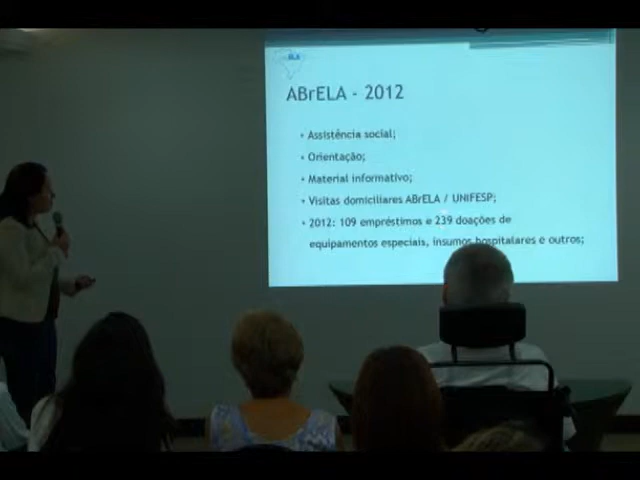 ELA
ABrELA - 2012
• Assistência social;
• Orientação;
• Material informativo;
• Visitas domiciliares ABrELA / UNIFESP;
• 2012: 109 empréstimos e 239 doações de
equipamentos especiais, insumos hospitalares e outros;